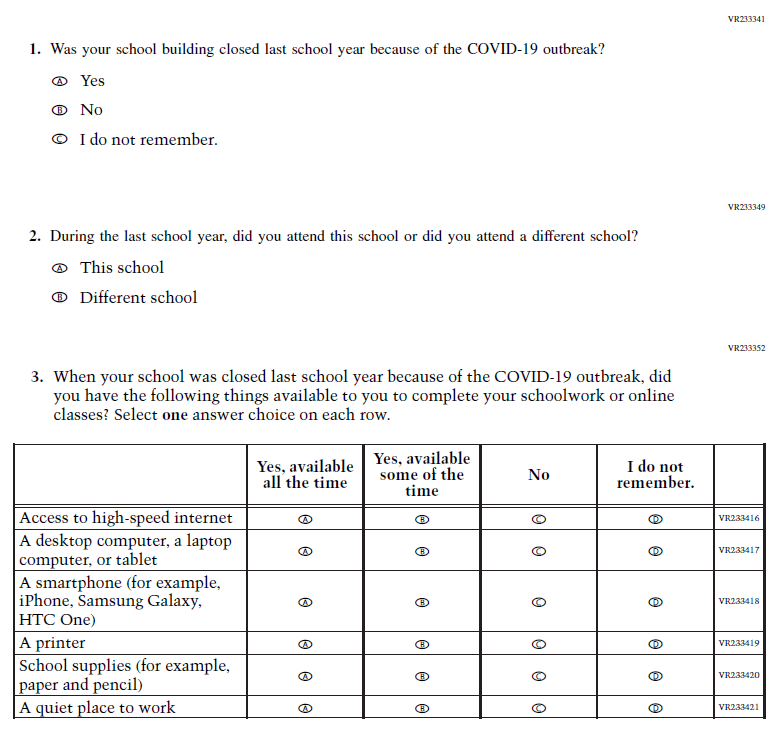 VR233341
1. Was your school building closed last school year because of the COVID-19 outbreak?
Ⓐ Yes
Ⓑ No
Ⓒ I do not remember.
VR233349
2. During the last school year, did you attend this school or did you attend a different school?
Ⓐ This school
Ⓑ Different school
VR233352
3. When your school was closed last school year because of the COVID-19 outbreak, did
you have the following things available to you to complete your schoolwork or online
classes? Select one answer choice on each row.
Yes, available
all the time
Yes, available
some of the
time
No
I do not
remember.
Access to high-speed internet Ⓐ Ⓑ Ⓒ Ⓓ VR233416
A desktop computer, a laptop
computer, or tablet Ⓐ Ⓑ Ⓒ Ⓓ VR233417
A smartphone (for example,
iPhone, Samsung Galaxy,
HTC One) Ⓐ Ⓑ Ⓒ Ⓓ VR233418
A printer Ⓐ Ⓑ Ⓒ Ⓓ VR233419
School supplies (for example,
paper and pencil) Ⓐ Ⓑ Ⓒ Ⓓ VR233420
A quiet place to work Ⓐ Ⓑ Ⓒ Ⓓ VR233421